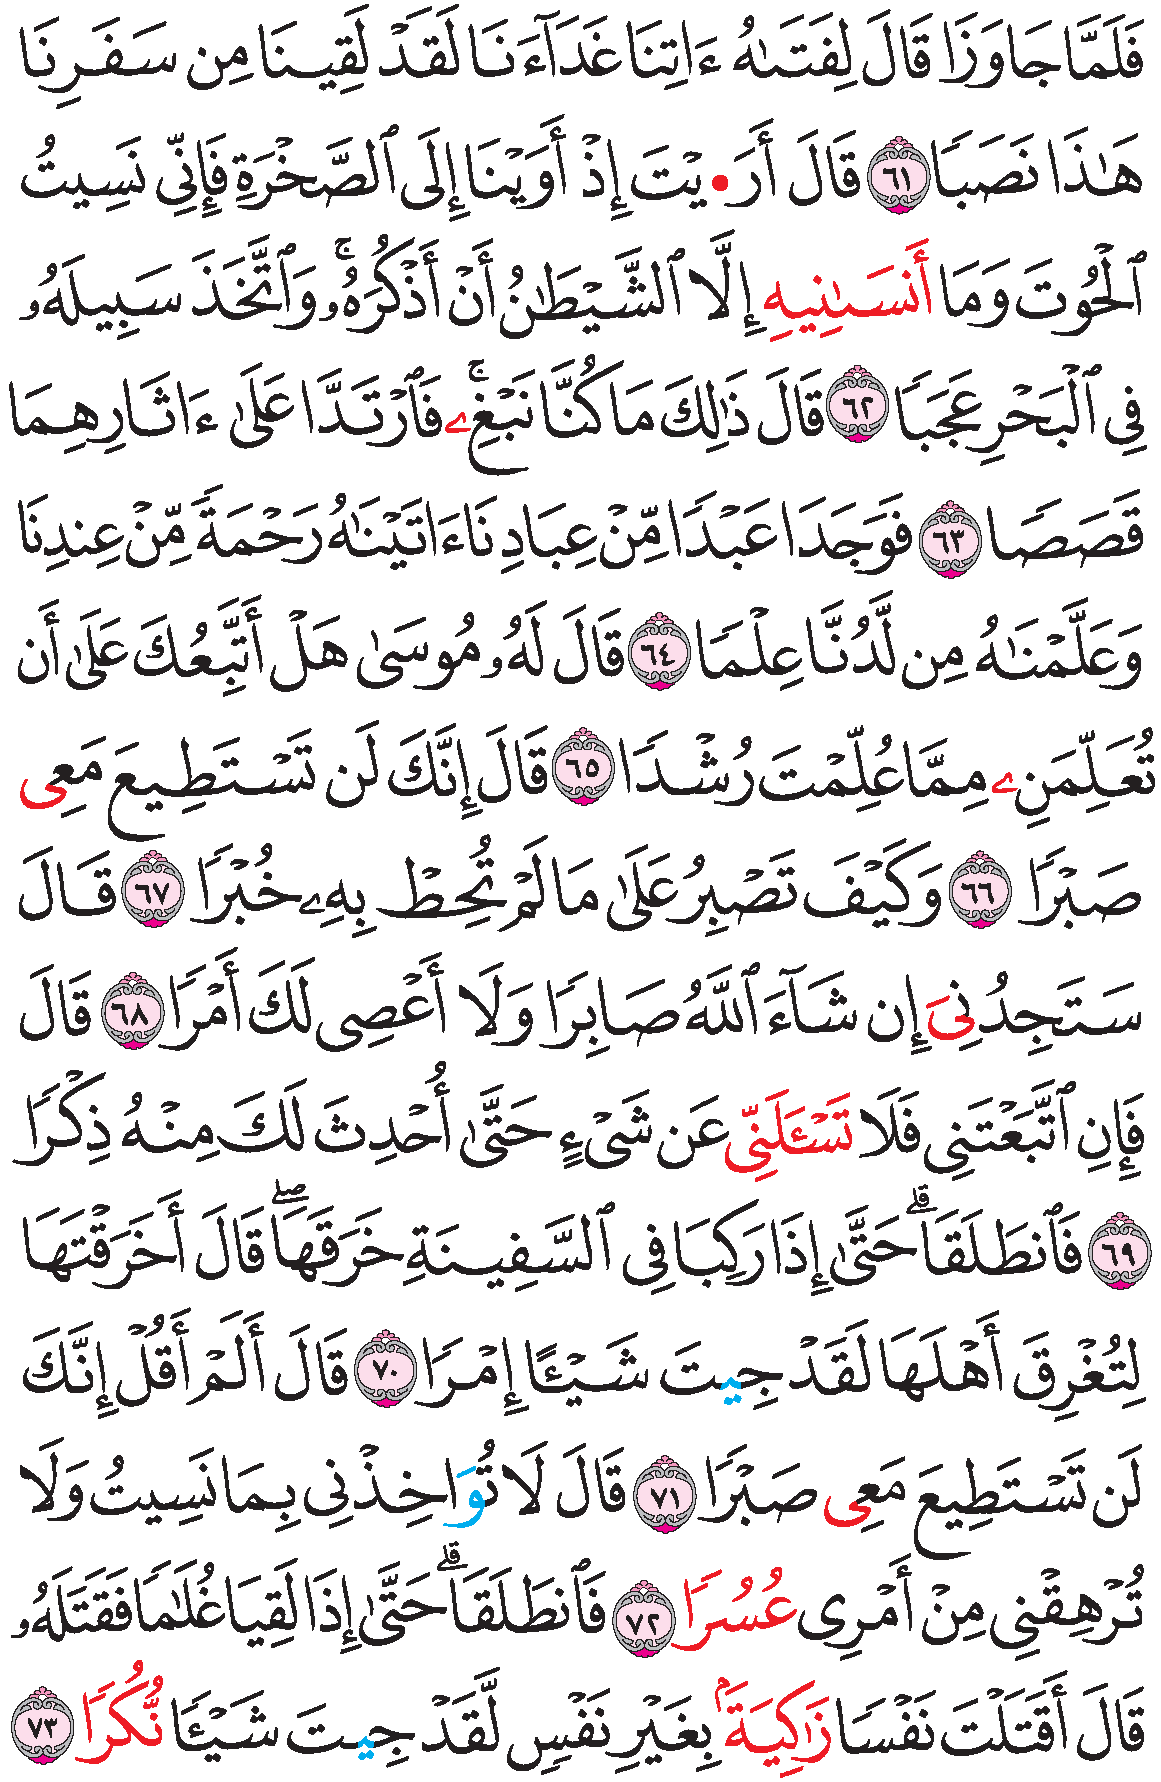 فَلَمَّا جَاوَزَا قَالَ لِفَتَىٰهُ ءَاتِنَا غَدَآءَنَا لَقَدْ لَقِينَا مِن سَفَرِنَا
هَٰذَا نَصَبًا ٦١ قَالَ أَرَ•يْتَ إِذْ أَوَيْنَا إِلَى ٱلصَّخْرَةِ فَإِنِّي نَسِيتُ
ٱلْحُوتَ وَمَا أَنسَىٰنِيهِ إِلَّا ٱلشَّيْطَٰنُ أَنْ أَذْكُرَهُۥۚ وَٱتَّخَذَ سَبِيلَهُۥ
فِي ٱلْبَحْرِ عَجَبًا ٦٢ قَالَ ذَٰلِكَ مَا كُنَّا نَبْغِۦۚ فَٱرْتَدَّا عَلَىٰ ءَاثَارِهِمَا
قَصَصًا ٦٣ فَوَجَدَا عَبْدًا مِّنْ عِبَادِنَا ءَاتَيْنَٰهُ رَحْمَةً مِّنْ عِندِنَا
وَعَلَّمْنَٰهُ مِن لَّدُنَّا عِلْمًا ٦٤ قَالَ لَهُۥ مُوسَىٰ هَلْ أَتَّبِعُكَ عَلَىٰ أَن
تُعَلِّمَنِۦ مِمَّا عُلِّمْتَ رُشْدًا ٦٥ قَالَ إِنَّكَ لَن تَسْتَطِيعَ مَعِى
صَبْرًا ٦٦ وَكَيْفَ تَصْبِرُ عَلَىٰ مَا لَمْ تُحِطْ بِهِۦ خُبْرًا ٦٧ قَالَ
سَتَجِدُنِىَ إِن شَآءَ ٱللَّهُ صَابِرًا وَلَا أَعْصِى لَكَ أَمْرًا ٦٨ قَالَ
فَإِنِ ٱتَّبَعْتَنِى فَلَا تَسْـَٔلَنِّى عَن شَىْءٍ حَتَّىٰ أُحْدِثَ لَكَ مِنْهُ ذِكْرًا
٦٩ فَٱنطَلَقَاۗ حَتَّىٰ إِذَا رَكِبَا فِى ٱلسَّفِينَةِ خَرَقَهَاۖ قَالَ أَخَرَقْتَهَا
لِتُغْرِقَ أَهْلَهَا لَقَدْ جِيتَ شَيْـًٔا إِمْرًا ٧٠ قَالَ أَلَمْ أَقُلْ إِنَّكَ
لَن تَسْتَطِيعَ مَعِى صَبْرًا ٧١ قَالَ لَا تُوَاخِذْنِى بِمَا نَسِيتُ وَلَا
تُرْهِقْنِى مِنْ أَمْرِى عُسُرًا ٧٢ فَٱنطَلَقَاۗ حَتَّىٰ إِذَا لَقِيَا غُلَٰمًا فَقَتَلَهُۥ
قَالَ أَقَتَلْتَ نَفْسًا زَٰكِيَةَۢ بِغَيْرِ نَفْسٍ لَّقَدْ جِيتَ شَيْـًٔا نُّكُرًا ٧٣